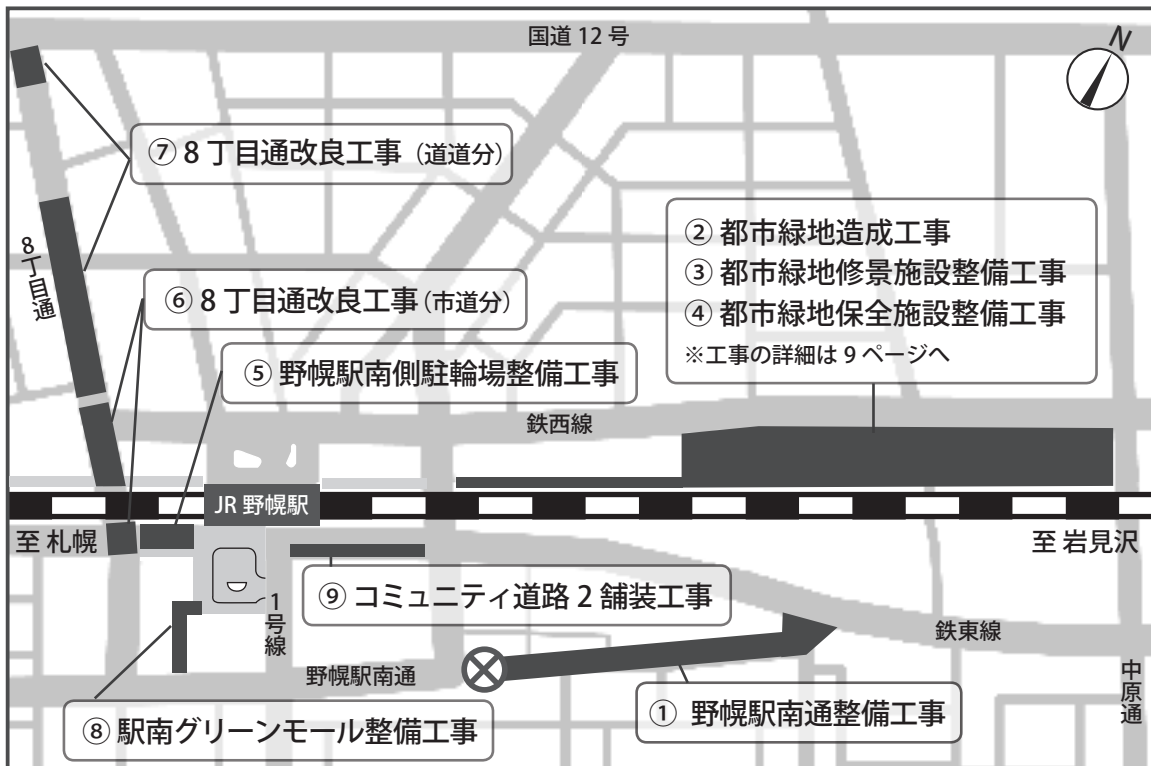 国道 12 号
N
⑦ 8 丁目通改良工事 (道道分)
② 都市緑地造成工事
③ 都市緑地修景施設整備工事
④ 都市緑地保全施設整備工事
※工事の詳細は 9 ページへ
8丁目通
⑥ 8 丁目通改良工事 (市道分)
⑤ 野幌駅南側駐輪場整備工事
鉄西線
JR 野幌駅
至 札幌
至 岩見沢
⑨ コミュニティ道路 2 舗装工事
1号線
鉄東線
野幌駅南通
中原通
① 野幌駅南通整備工事
⑧ 駅南グリーンモール整備工事